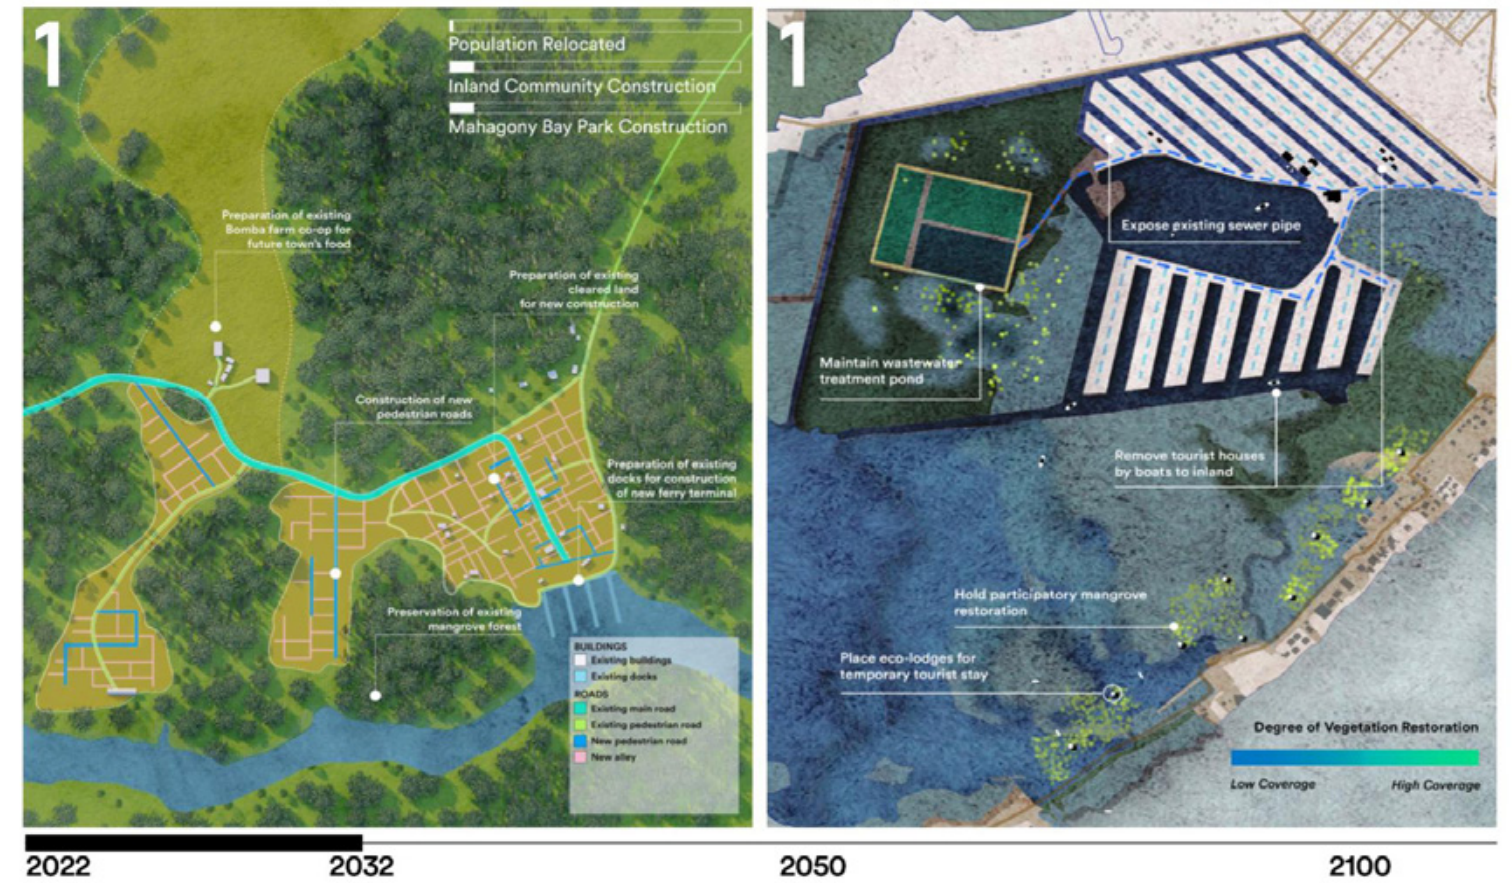 1
Population Relocated
Inland Community Construction
Mahagony Bay Park Construction
Preparation of existing
Bomba farm co-op for
future town's food
Preparation of existing
cleared land
for new construction
Construction of new
pedestrian roads
Preparation of existing
docks for construction
of new ferry terminal
Preservation of existing
mangrove forest
BUILDINGS
Existing buildings
Existing docks
ROADS
Existing main road
Existing pedestrian road
New pedestrian road
New alley
1
Expose existing sewer pipe
Maintain wastewater
treatment pond
Remove tourist houses
by boats to inland
Hold participatory mangrove
restoration
Place eco-lodges for
temporary tourist stay
Degree of Vegetation Restoration
Low Coverage High Coverage
2022 2032 2050 2100